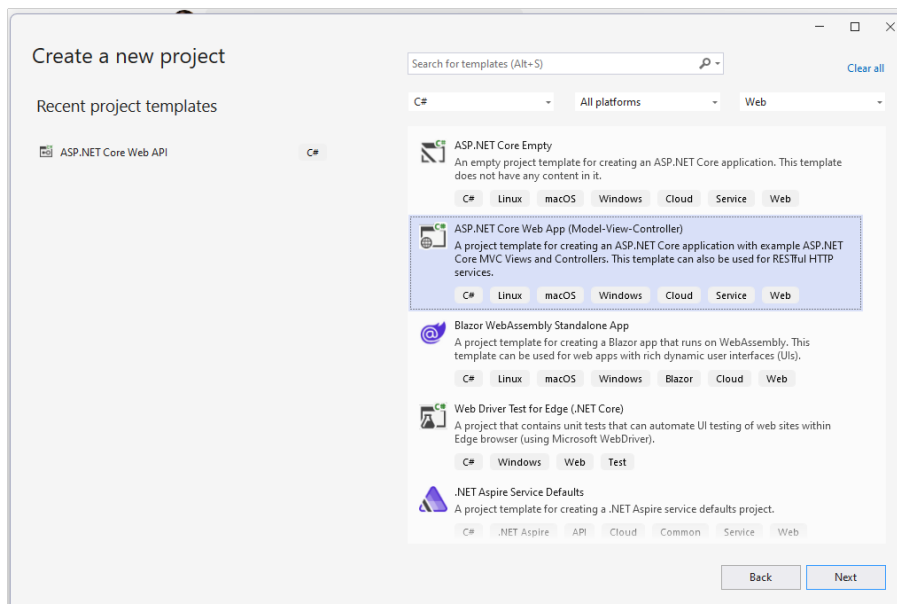 Create a new project
Recent project templates
ASP.NET Core Web API C#
Search for templates (Alt+S)
Clear all
C# All platforms Web
ASP.NET Core Empty
An empty project template for creating an ASP.NET Core application. This template
does not have any content in it.
C# Linux macOS Windows Cloud Service Web
ASP.NET Core Web App (Model-View-Controller)
A project template for creating an ASP.NET Core application with example ASP.NET
Core MVC Views and Controllers. This template can also be used for RESTful HTTP
services.
C# Linux macOS Windows Cloud Service Web
Blazor WebAssembly Standalone App
A project template for creating a Blazor app that runs on WebAssembly. This
template can be used for web apps with rich dynamic user interfaces (UIs).
C# Linux macOS Windows Blazor Cloud Web
Web Driver Test for Edge (.NET Core)
A project that contains unit tests that can automate UI testing of web sites within
Edge browser (using Microsoft WebDriver).
C# Windows Web Test
.NET Aspire Service Defaults
A project template for creating a .NET Aspire service defaults project.
C# .NET Aspire API Cloud Common Service Web
Back Next